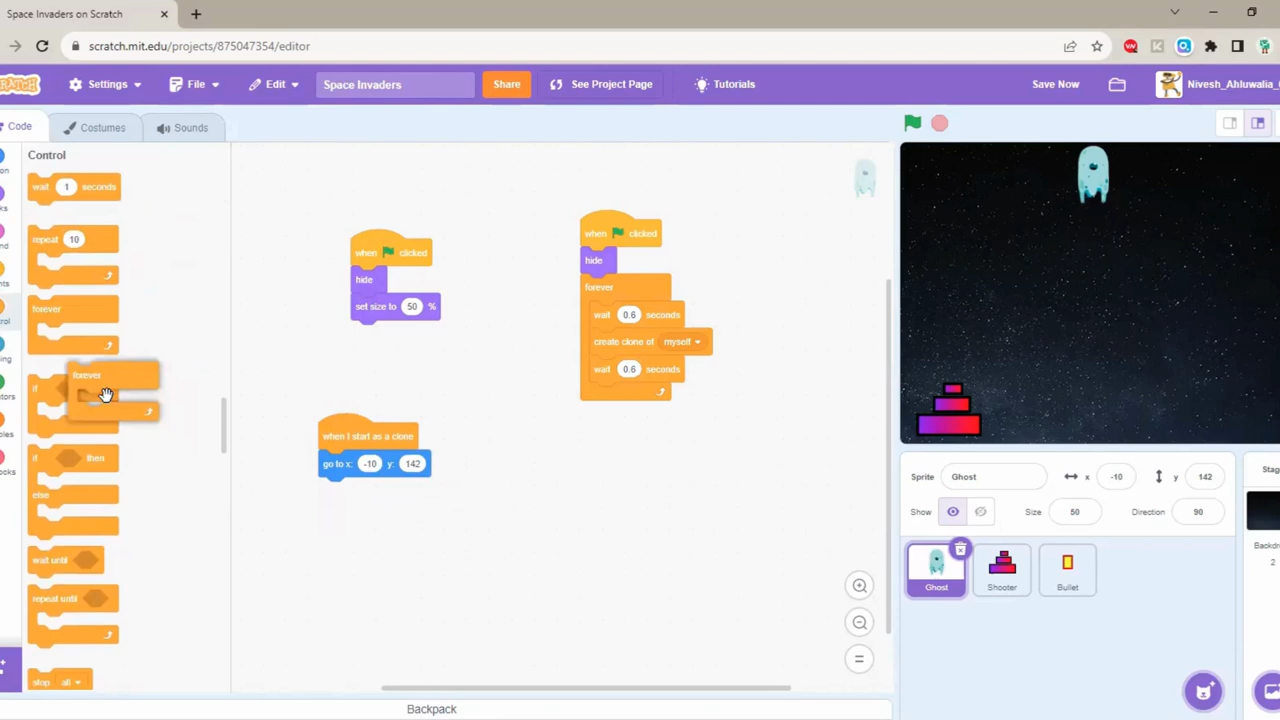 Space Invaders on Scratch
scratch.mit.edu/projects/875047354/editor
Settings
File
Edit
Space Invaders
Share
See Project Page
Tutorials
Save Now
Nivesh_Ahluwalia_
Code
Costumes
Sounds
Control
wait 1 seconds
repeat 10
forever
forever
if
if then
else
wait until
repeat until
stop all
when clicked
hide
set size to 50 %
when I start as a clone
go to x: -10 y: 142
when clicked
hide
forever
wait 0.6 seconds
create clone of myself
wait 0.6 seconds
Sprite Ghost x -10 y 142
Show Size 50 Direction 90
Ghost
Shooter
Bullet
Stag
Backdro
2
Backpack